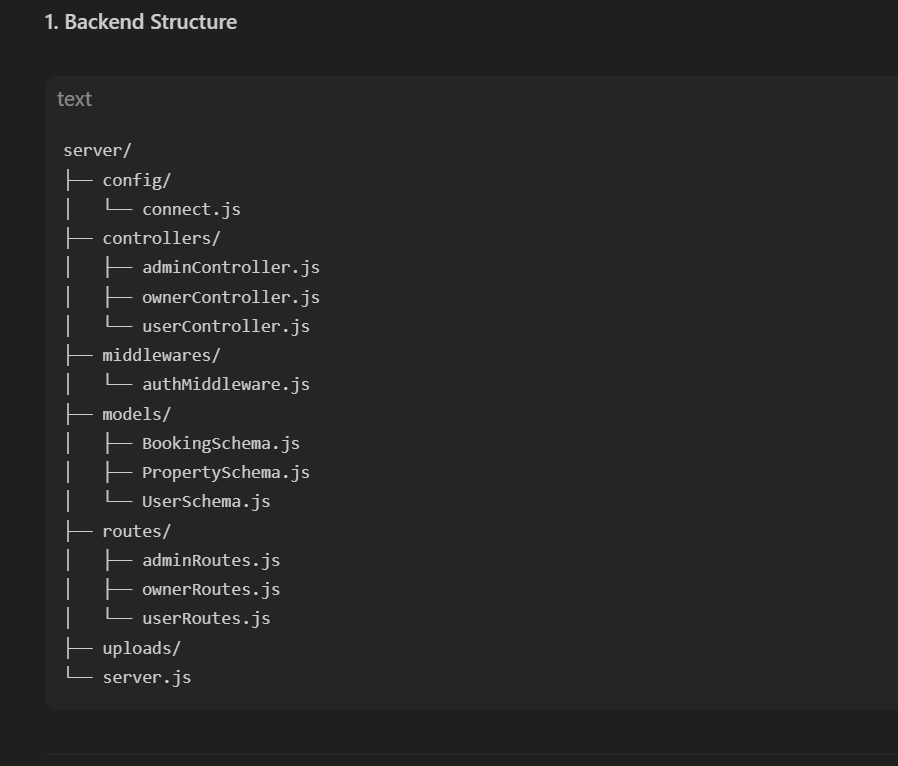 1. Backend Structure
text
server/
├── config/
│   └── connect.js
├── controllers/
│   ├── adminController.js
│   ├── ownerController.js
│   └── userController.js
├── middlewares/
│   └── authMiddleware.js
├── models/
│   ├── BookingSchema.js
│   ├── PropertySchema.js
│   └── UserSchema.js
├── routes/
│   ├── adminRoutes.js
│   ├── ownerRoutes.js
│   └── userRoutes.js
├── uploads/
└── server.js